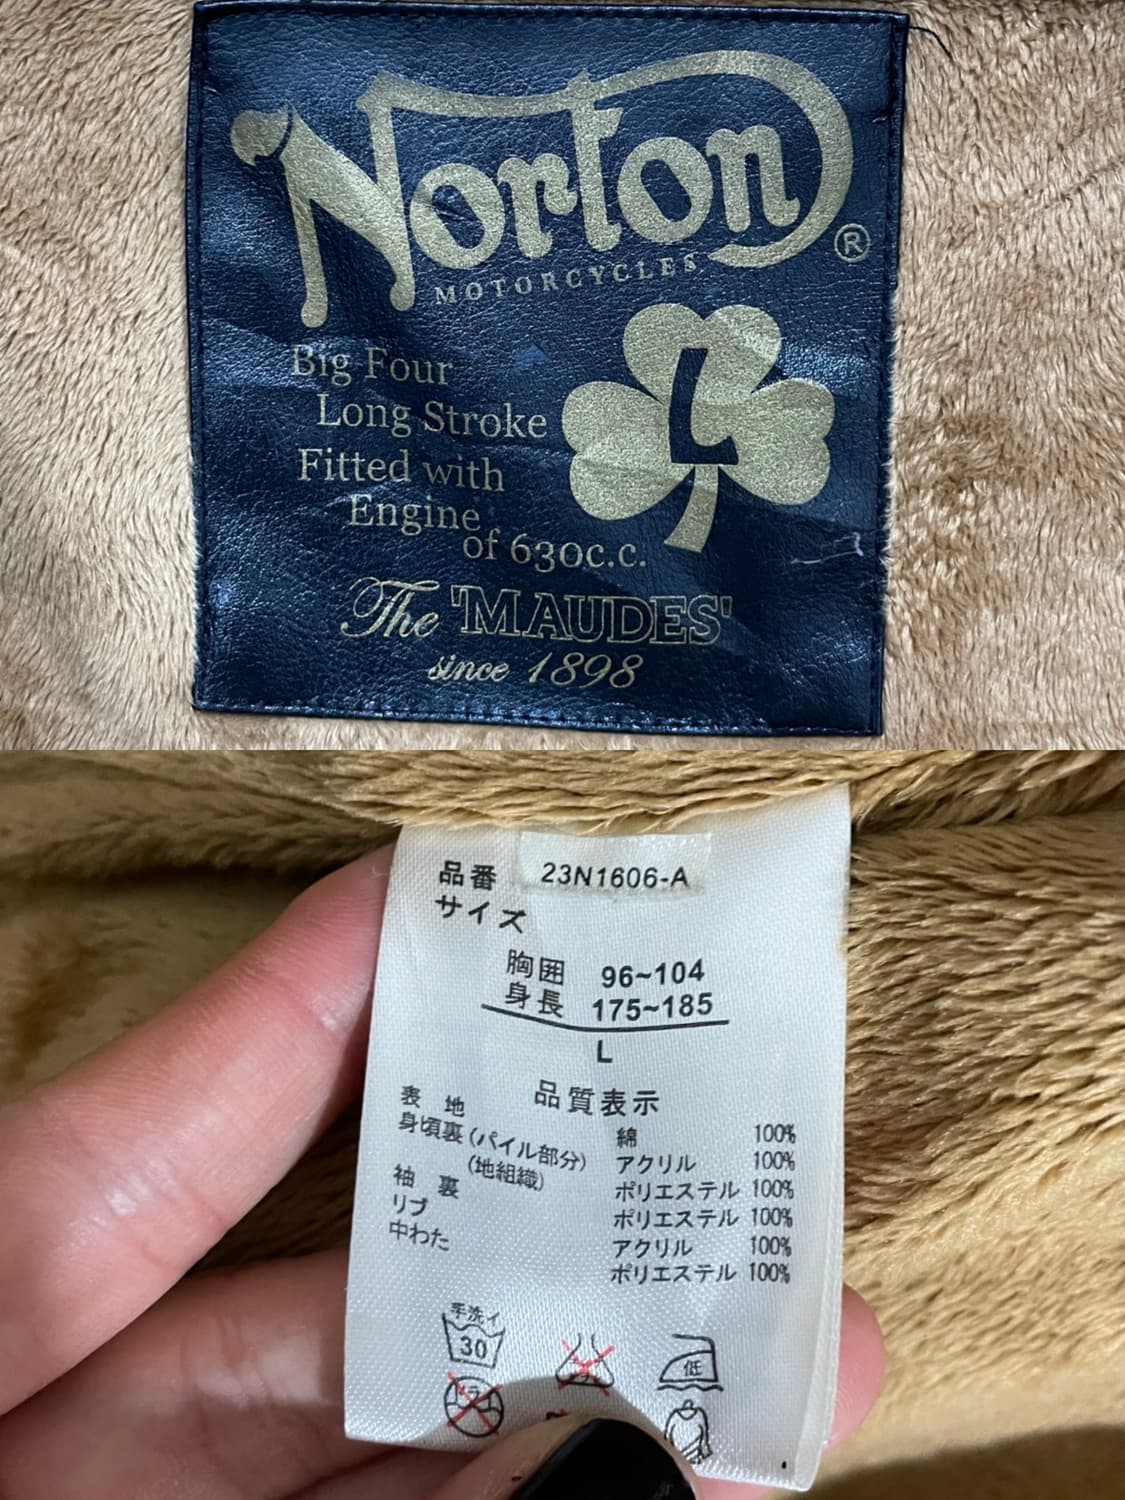 Norton®
MOTORCYCLES
Big Four
Long Stroke
Fitted with
Engine
of 630c.c.
L
The 'MAUDES'
since 1898
品番 23N1606-A
サイズ
胸囲 96~104
身長 175~185
L
品質表示
表地 綿 100%
身頃裏(パイル部分) アクリル 100%
(地組織) ポリエステル 100%
袖裏 ポリエステル 100%
リブ アクリル 100%
中わた ポリエステル 100%
手洗イ
30
低